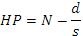 HP = N - d/s